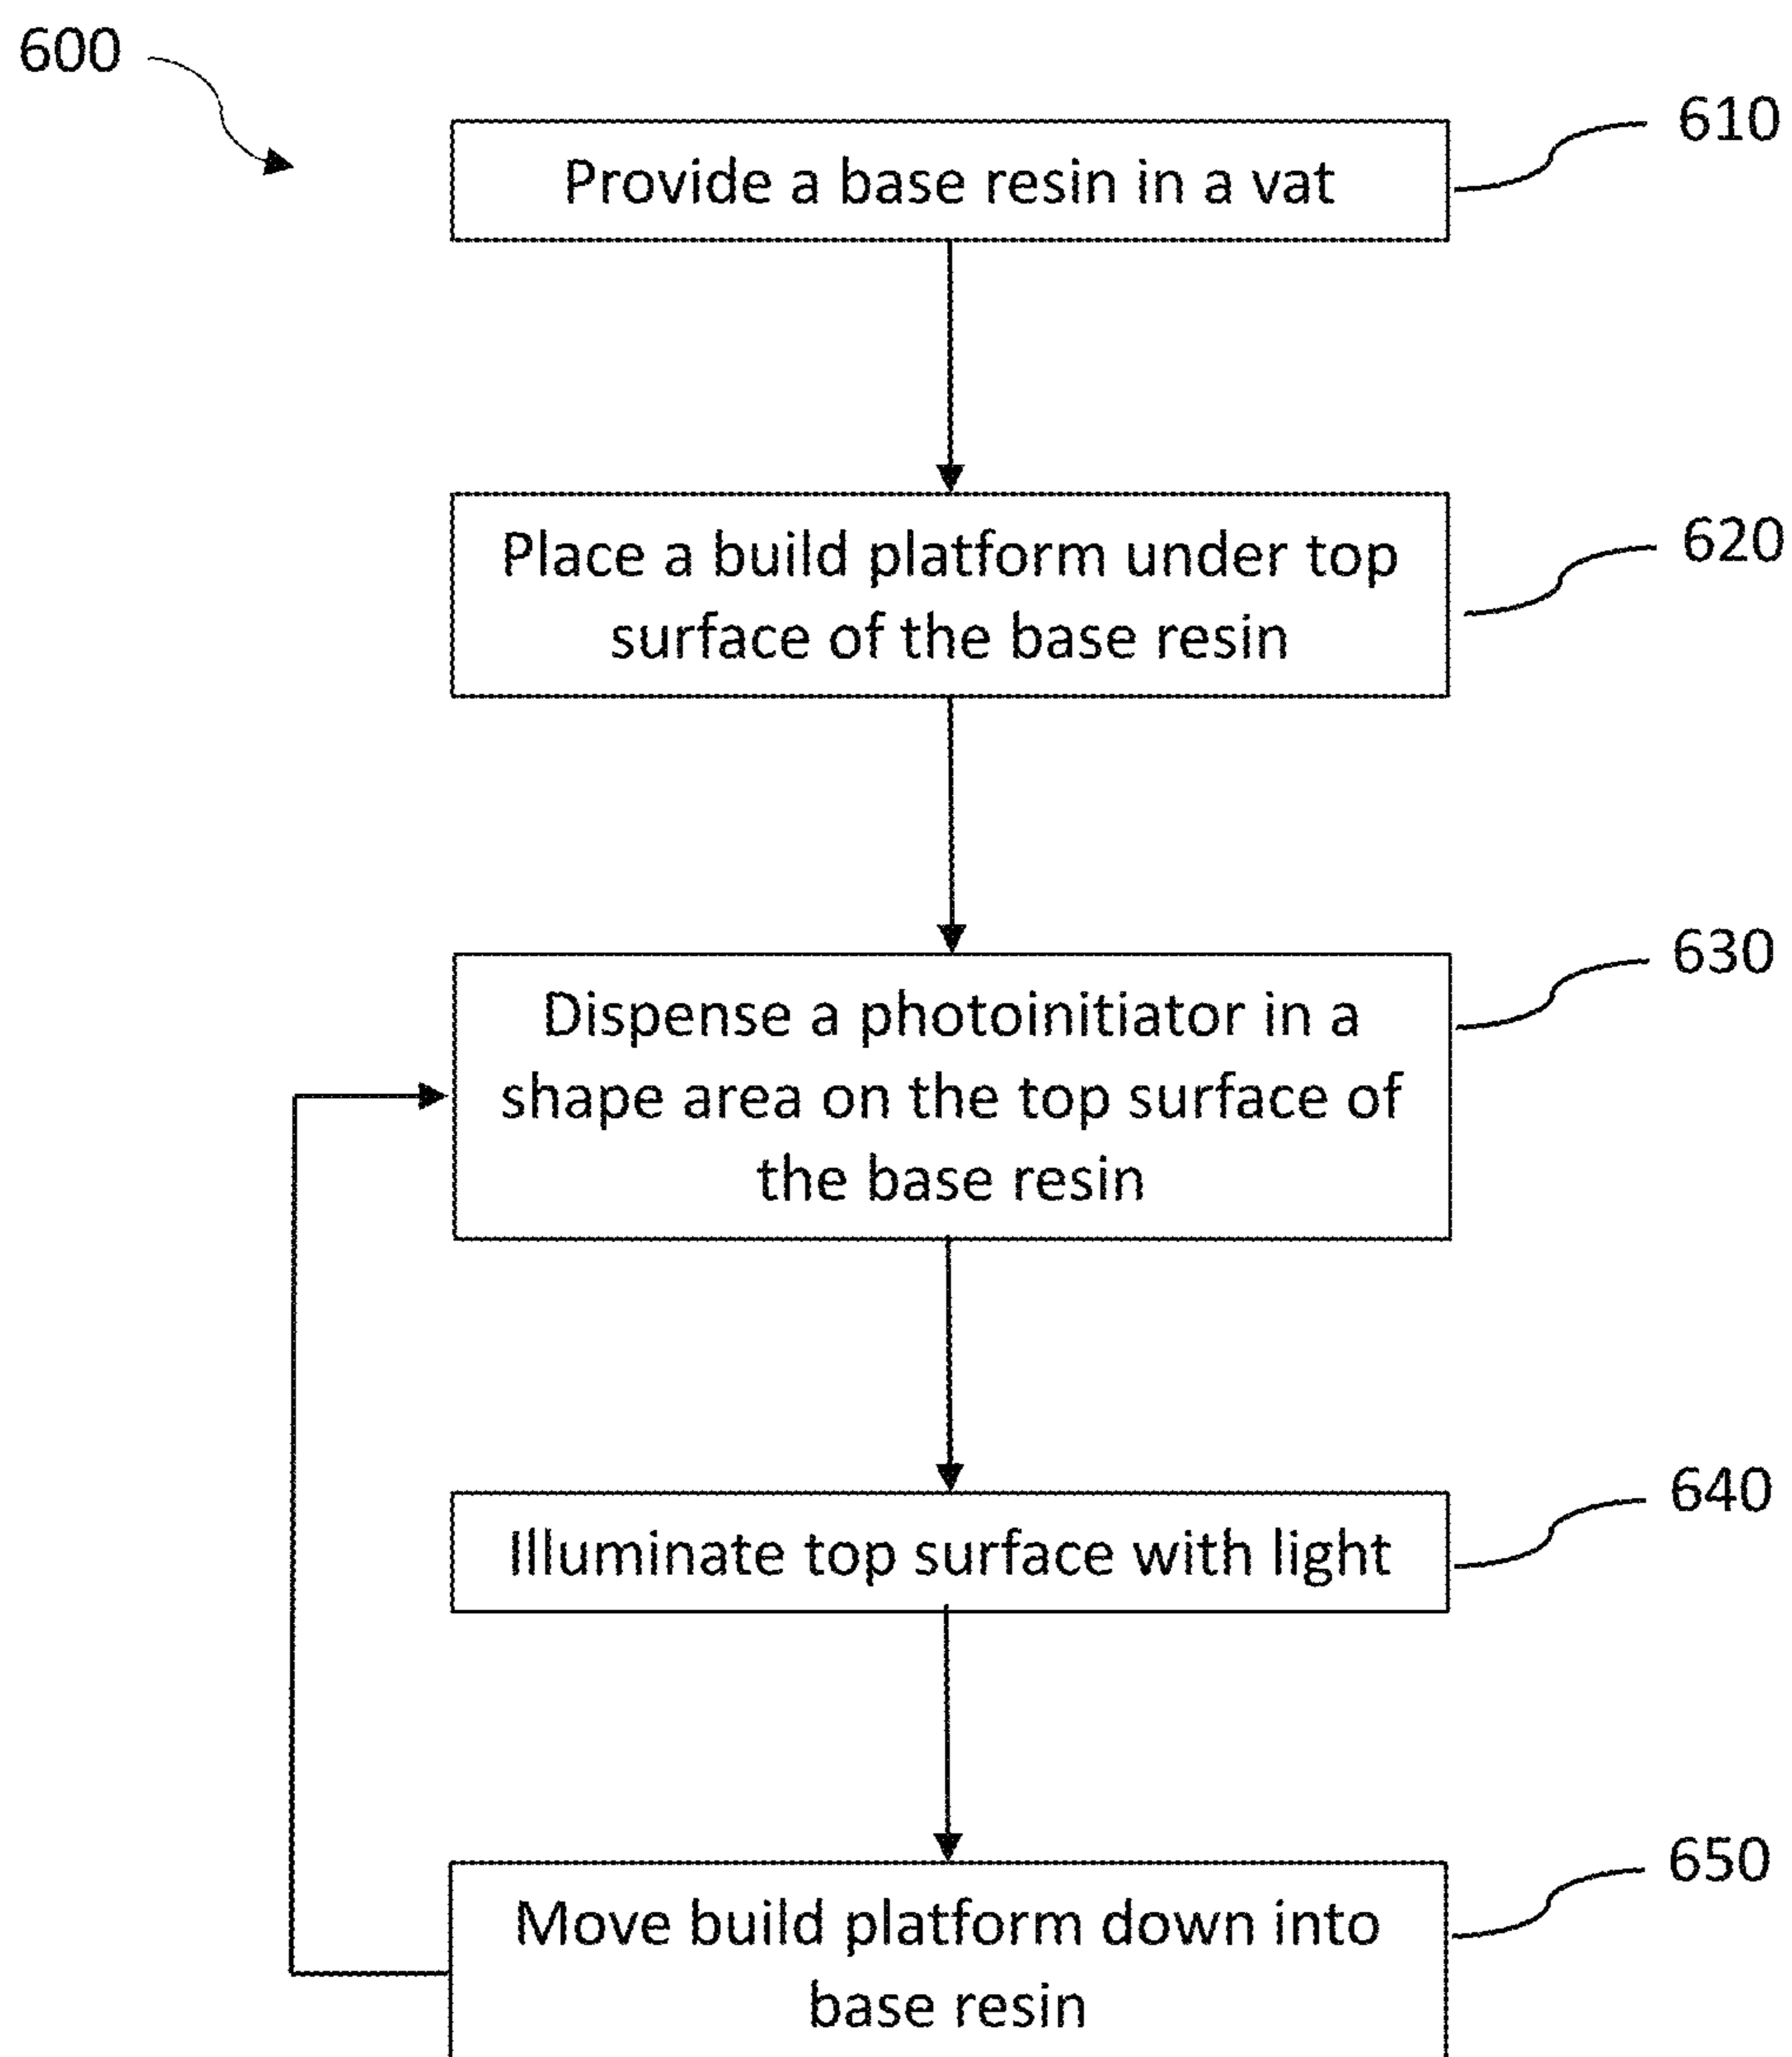 600
610
Provide a base resin in a vat
620
Place a build platform under top
surface of the base resin
630
Dispense a photoinitiator in a
shape area on the top surface of
the base resin
640
Illuminate top surface with light
650
Move build platform down into
base resin